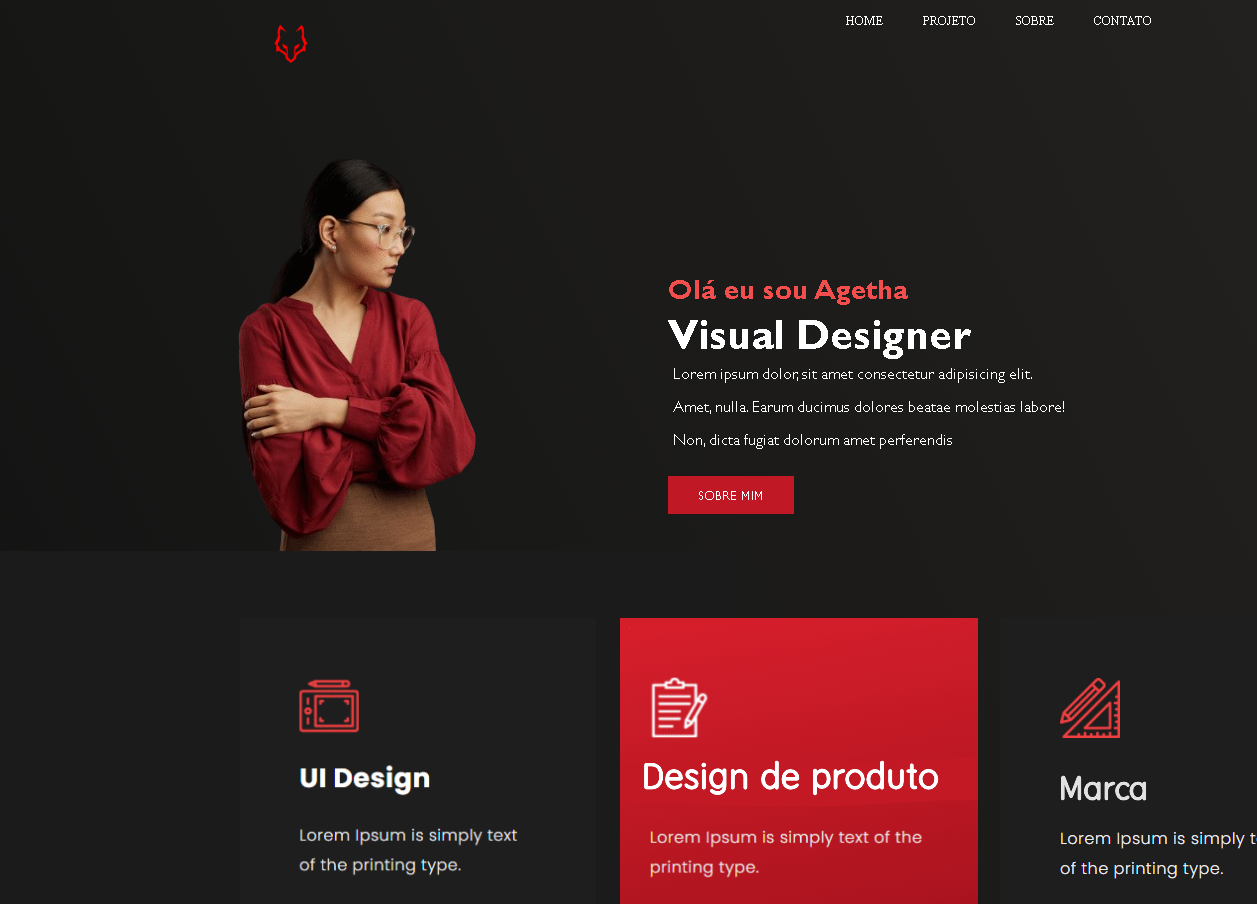 HOME PROJETO SOBRE CONTATO
Olá eu sou Agetha
Visual Designer
Lorem ipsum dolor, sit amet consectetur adipisicing elit.
Amet, nulla. Earum ducimus dolores beatae molestias labore!
Non, dicta fugiat dolorum amet perferendis
SOBRE MIM
UI Design
Lorem Ipsum is simply text
of the printing type.
Design de produto
Lorem Ipsum is simply text of the
printing type.
Marca
Lorem Ipsum is simply
of the printing type.